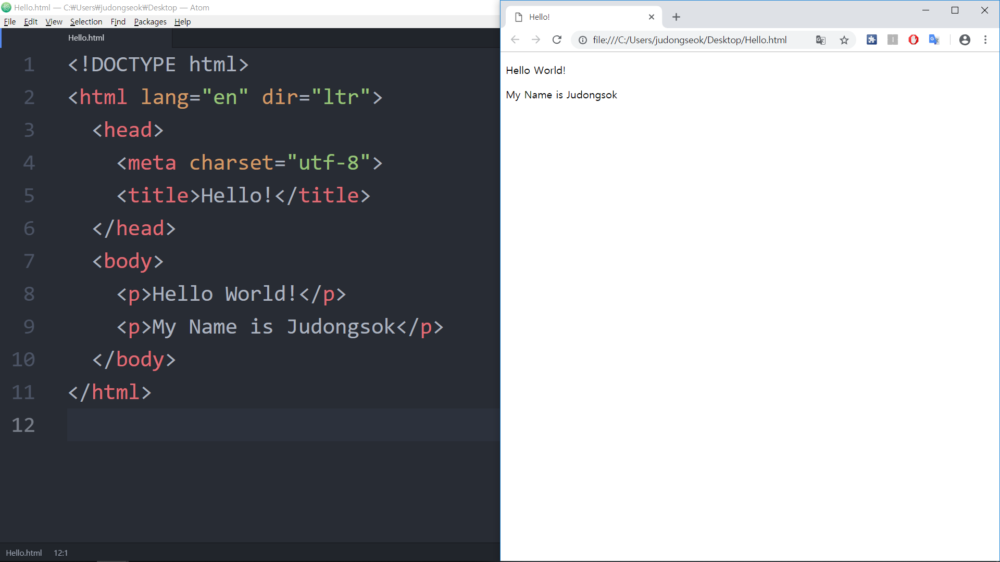 Hello.html — C:₩Users₩judongseok₩Desktop — Atom
File Edit View Selection Find Packages Help
Hello.html
1 <!DOCTYPE html>
2 <html lang="en" dir="ltr">
3 <head>
4 <meta charset="utf-8">
5 <title>Hello!</title>
6 </head>
7 <body>
8 <p>Hello World!</p>
9 <p>My Name is Judongsok</p>
10 </body>
11 </html>
12
Hello.html 12:1
Hello!
file:///C:/Users/judongseok/Desktop/Hello.html
Hello World!
My Name is Judongsok